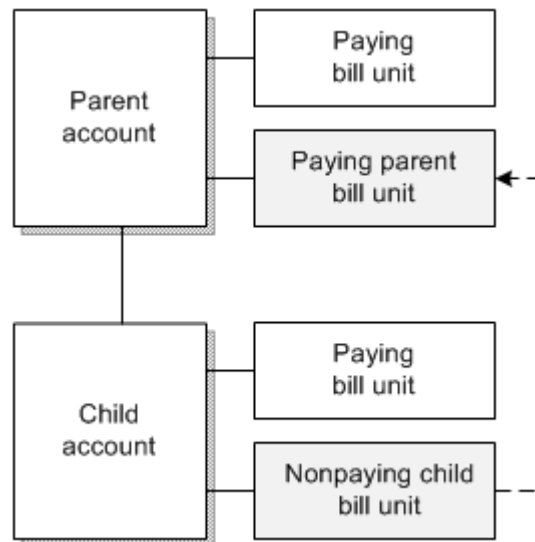 Paying
bill unit
Parent
account
Paying parent
bill unit
Paying
bill unit
Child
account
Nonpaying child
bill unit